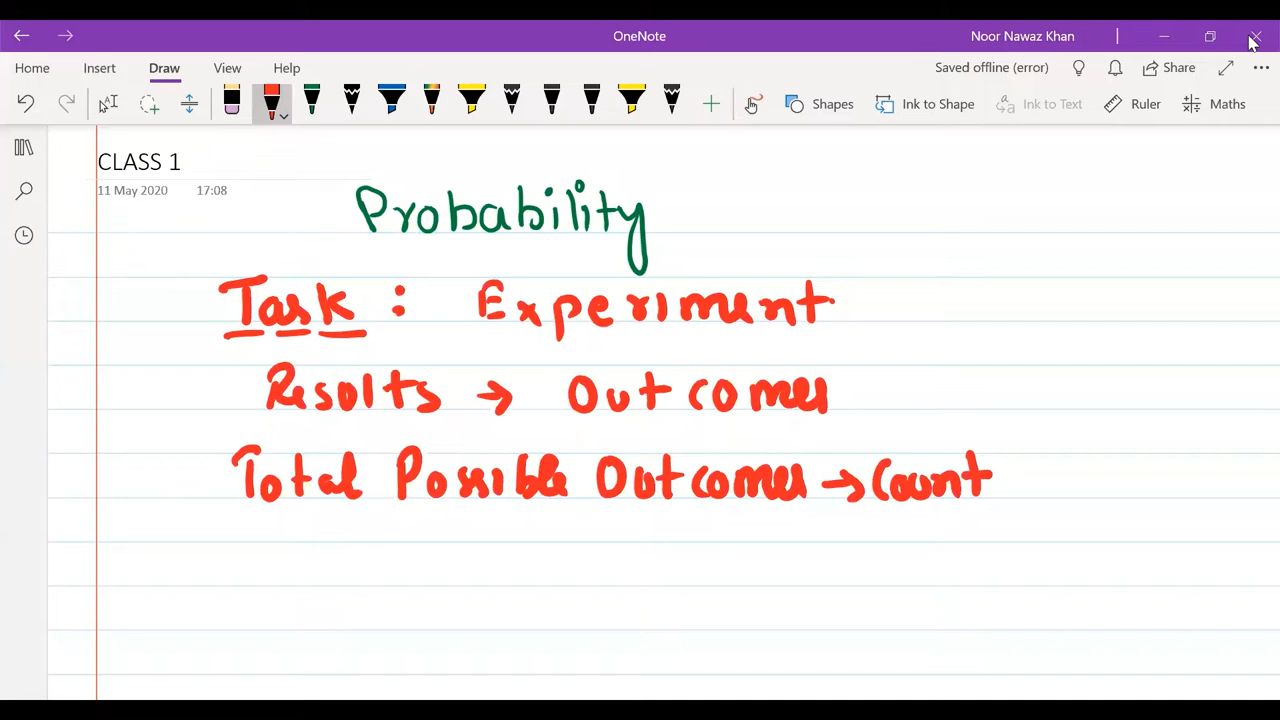 OneNote
Noor Nawaz Khan
Home Insert Draw View Help
Saved offline (error)
Share
Shapes
Ink to Shape
Ink to Text
Ruler
Maths
CLASS 1
11 May 2020 17:08
Probability
Task : Experiment
Results → Outcomes
Total Possible Outcomes → Count